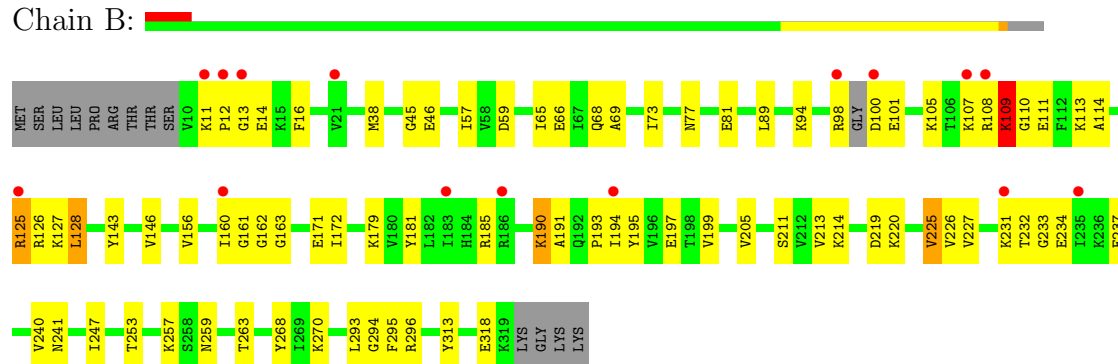 Chain B:
MET SER LEU LEU PRO ARG THR THR SER V10 K11 P12 G13 E14 K15 F16 V21 M38 G45 E46 I57 V58 D59 I65 E66 I67 Q68 A69 I73 N77 E81 L89 K94 R98 GLY D100 E101 K105 T106 K107 R108 K109 G110 E111 F112 K113 A114
R125 R126 K127 L128 Y143 V146 V156 I160 G161 G162 G163 E171 I172 K179 V180 Y181 L182 I183 H184 R185 R186 K190 A191 Q192 P193 I194 Y195 V196 E197 T198 V199 V205 S211 V212 V213 K214 D219 K220 V225 V226 V227 K231 T232 G233 E234 I235 K236 E237
V240 N241 I247 T253 K257 S258 N259 T263 Y268 I269 K270 L293 G294 F295 R296 Y313 E318 K319 LYS GLY LYS LYS